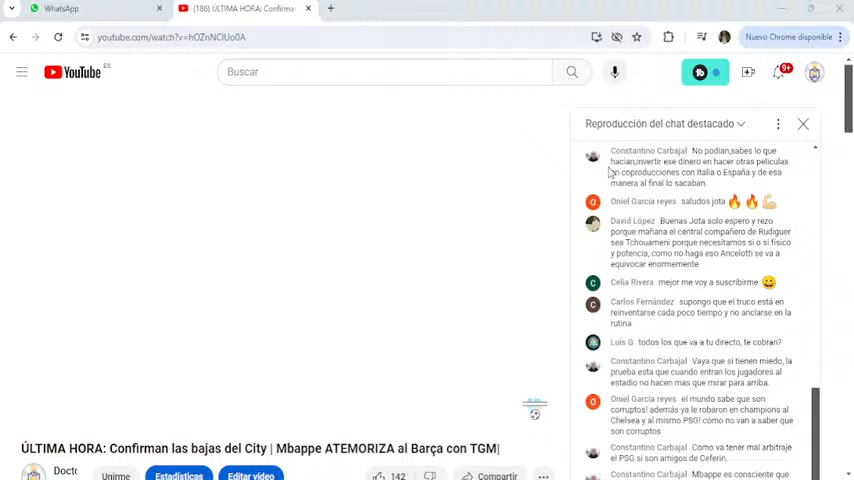 WhatsApp
(186) ÚLTIMA HORA: Confirma
youtube.com/watch?v=hOZnNClUo0A
Nuevo Chrome disponible
YouTube ES
Buscar
9+
Reproducción del chat destacado
Constantino Carbajal No podian,sabes lo que
hacian,invertir ese dinero en hacer otras peliculas
en coproducciones con Italia o España y de esa
manera al final lo sacaban.
Oniel Garcia reyes saludos jota 🔥🔥💪🏻
David López Buenas Jota solo espero y rezo
porque mañana el central compañero de Rudiguer
sea Tchouameni porque necesitamos si o si físico
y potencia, como no haga eso Ancelotti se va a
equivocar enormemente
Celia Rivera mejor me voy a suscribirme 😀
Carlos Fernández supongo que el truco está en
reinventarse cada poco tiempo y no anclarse en la
rutina
Luis G todos los que va a tu directo, te cobran?
Constantino Carbajal Vaya que si tienen miedo, la
prueba esta que cuando entran los jugadores al
estadio no hacen mas que mirar para arriba.
Oniel Garcia reyes el mundo sabe que son
corruptos! además ya le robaron en champions al
Chelsea y al mismo PSG! cómo no van a saber que
son corruptos
Constantino Carbajal Como va tener mal arbitraje
el PSG si son amigos de Ceferin.
Constantino Carbajal Mbappe es consciente que
ÚLTIMA HORA: Confirman las bajas del City | Mbappe ATEMORIZA al Barça con TGM|
Docto
Unirme
Estadísticas
Editar vídeo
142
Compartir